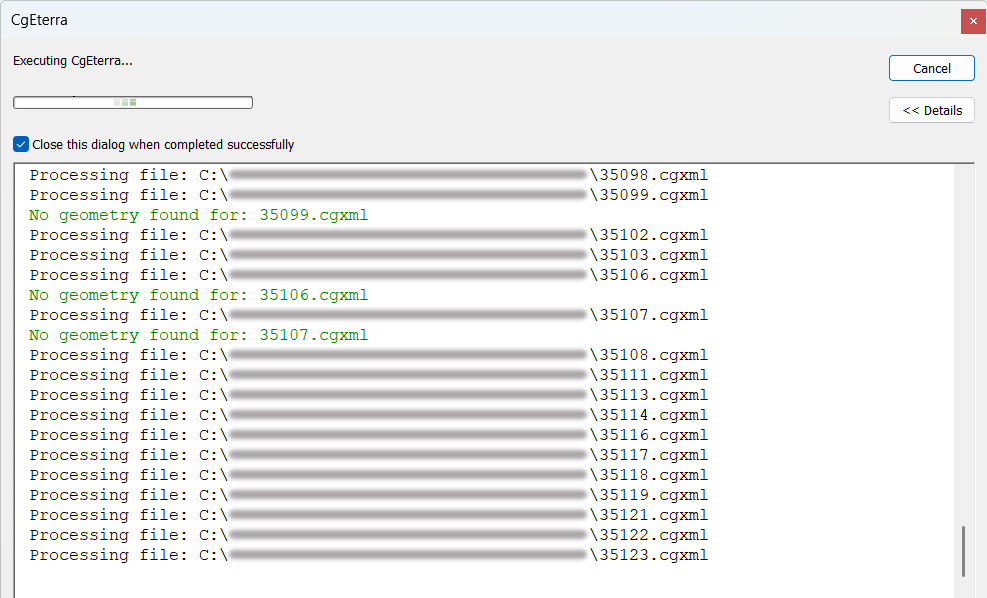 CgEterra
Executing CgEterra...
Cancel
<< Details
Close this dialog when completed successfully
Processing file: C:\ \35098.cgxml
Processing file: C:\ \35099.cgxml
No geometry found for: 35099.cgxml
Processing file: C:\ \35102.cgxml
Processing file: C:\ \35103.cgxml
Processing file: C:\ \35106.cgxml
No geometry found for: 35106.cgxml
Processing file: C:\ \35107.cgxml
No geometry found for: 35107.cgxml
Processing file: C:\ \35108.cgxml
Processing file: C:\ \35111.cgxml
Processing file: C:\ \35113.cgxml
Processing file: C:\ \35114.cgxml
Processing file: C:\ \35116.cgxml
Processing file: C:\ \35117.cgxml
Processing file: C:\ \35118.cgxml
Processing file: C:\ \35119.cgxml
Processing file: C:\ \35121.cgxml
Processing file: C:\ \35122.cgxml
Processing file: C:\ \35123.cgxml